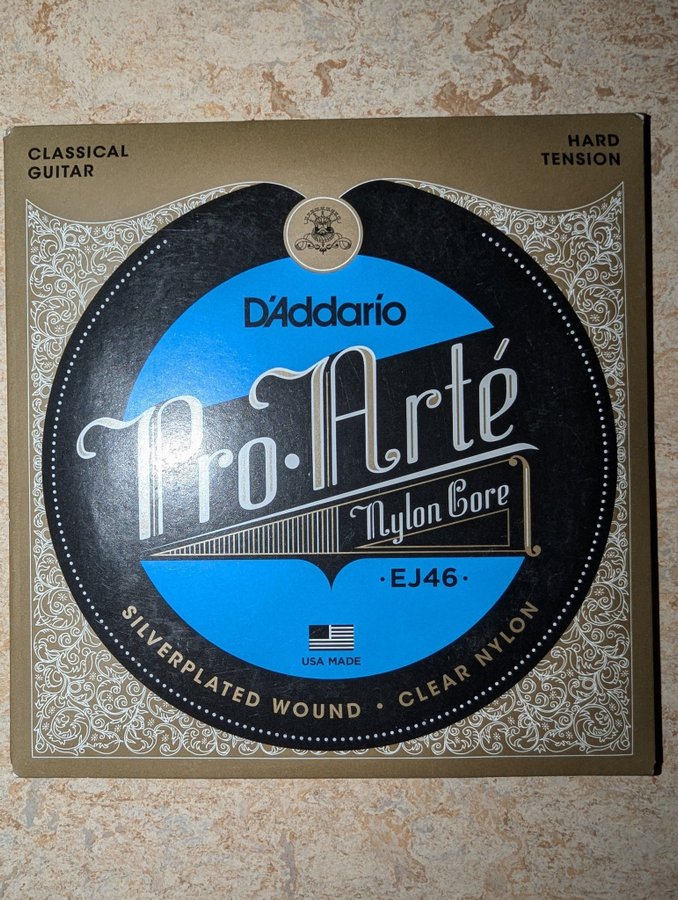 CLASSICAL
GUITAR
HARD
TENSION
D'Addario
Pro·Arté
Nylon Core
·EJ46·
USA MADE
SILVERPLATED WOUND · CLEAR NYLON